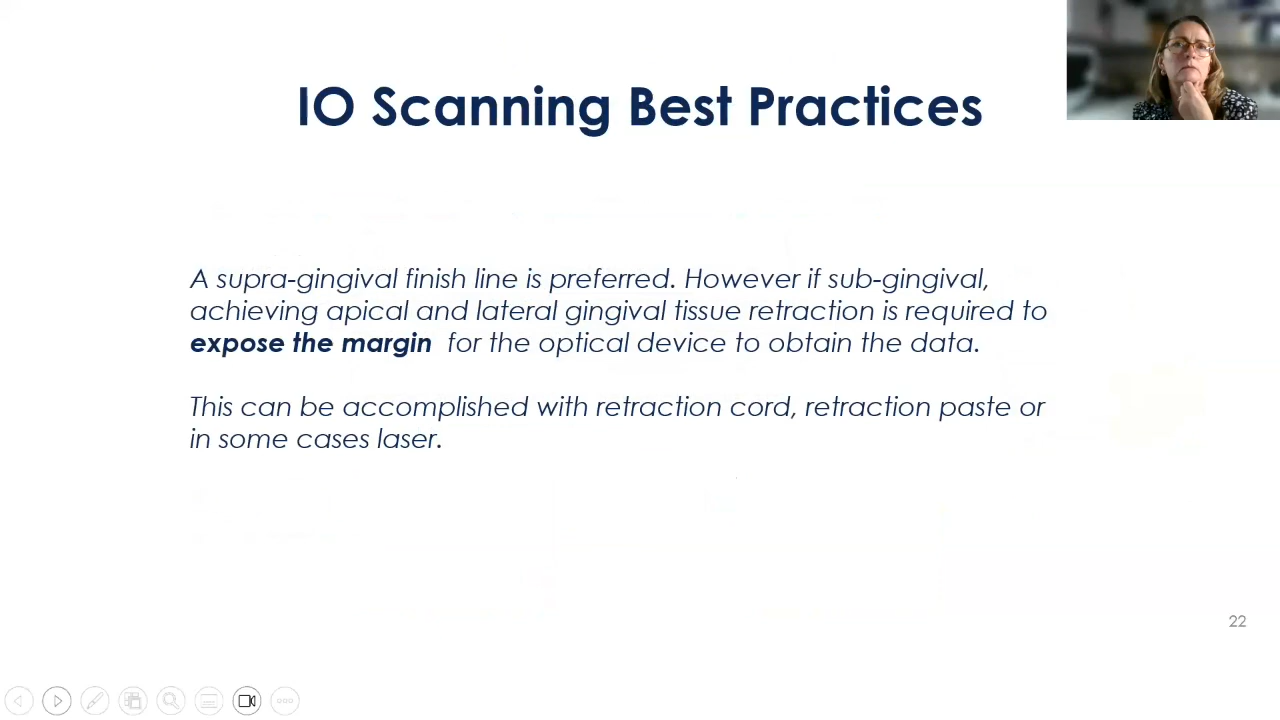 IO Scanning Best Practices
A supra-gingival finish line is preferred. However if sub-gingival,
achieving apical and lateral gingival tissue retraction is required to
expose the margin for the optical device to obtain the data.
This can be accomplished with retraction cord, retraction paste or
in some cases laser.
22